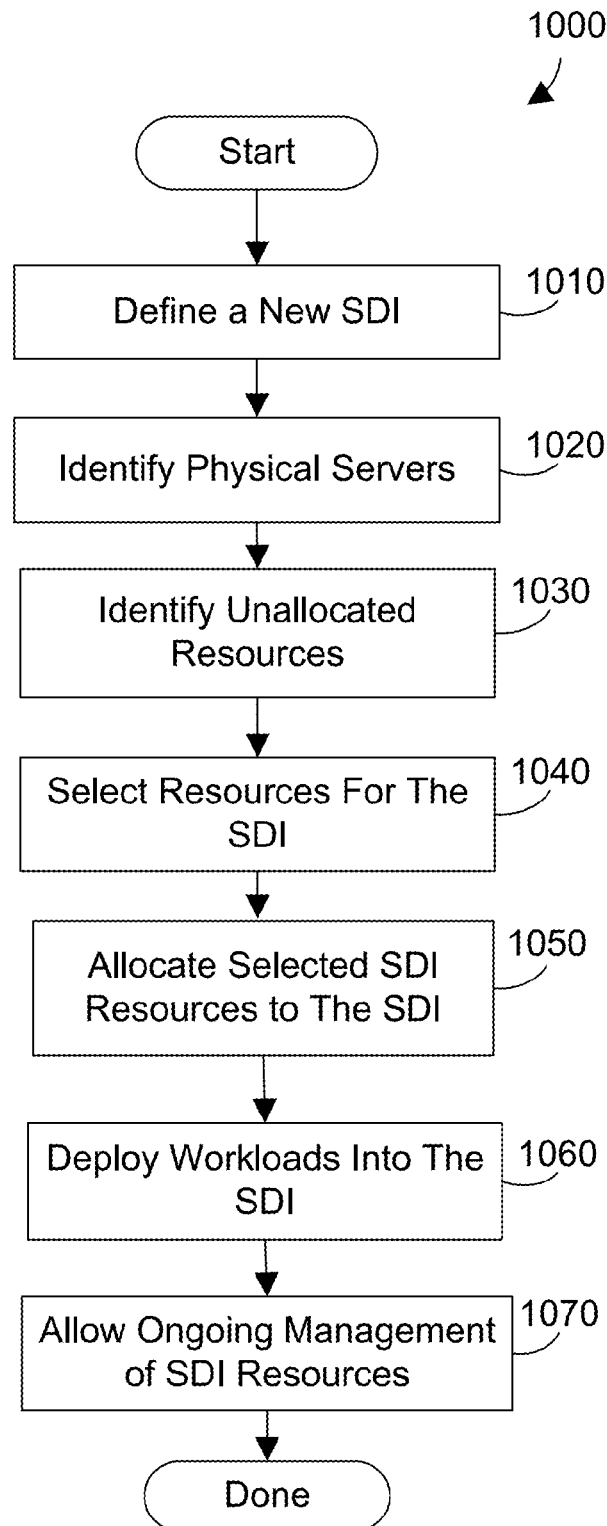 1000
Start
1010
Define a New SDI
1020
Identify Physical Servers
1030
Identify Unallocated
Resources
1040
Select Resources For The
SDI
1050
Allocate Selected SDI
Resources to The SDI
1060
Deploy Workloads Into The
SDI
1070
Allow Ongoing Management
of SDI Resources
Done